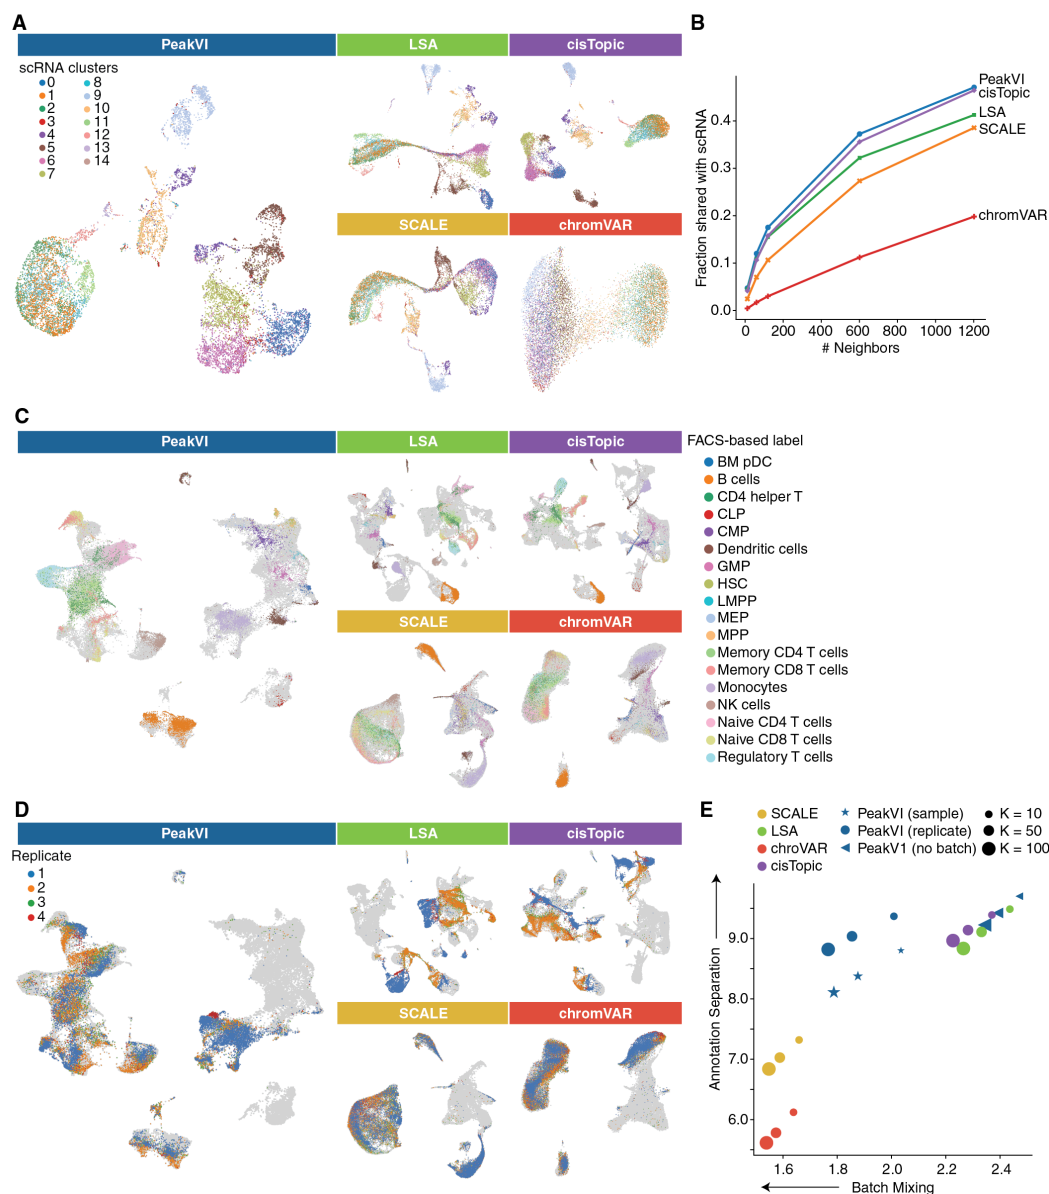 A
PeakVI LSA cisTopic
scRNA clusters
0 8
1 9
2 10
3 11
4 12
5 13
6 14
7
SCALE chromVAR
B
Fraction shared with scRNA
0.4
0.3
0.2
0.1
0.0
0 200 400 600 800 1000 1200
# Neighbors
PeakVI
cisTopic
LSA
SCALE
chromVAR
C
PeakVI LSA cisTopic
SCALE chromVAR
FACS-based label
BM pDC
B cells
CD4 helper T
CLP
CMP
Dendritic cells
GMP
HSC
LMPP
MEP
MPP
Memory CD4 T cells
Memory CD8 T cells
Monocytes
NK cells
Naive CD4 T cells
Naive CD8 T cells
Regulatory T cells
D
PeakVI LSA cisTopic
Replicate
1
2
3
4
SCALE chromVAR
E
SCALE PeakVI (sample) K = 10
LSA PeakVI (replicate) K = 50
chroVAR PeakV1 (no batch) K = 100
cisTopic
Annotation Separation
9.0
8.0
7.0
6.0
1.6 1.8 2.0 2.2 2.4
Batch Mixing